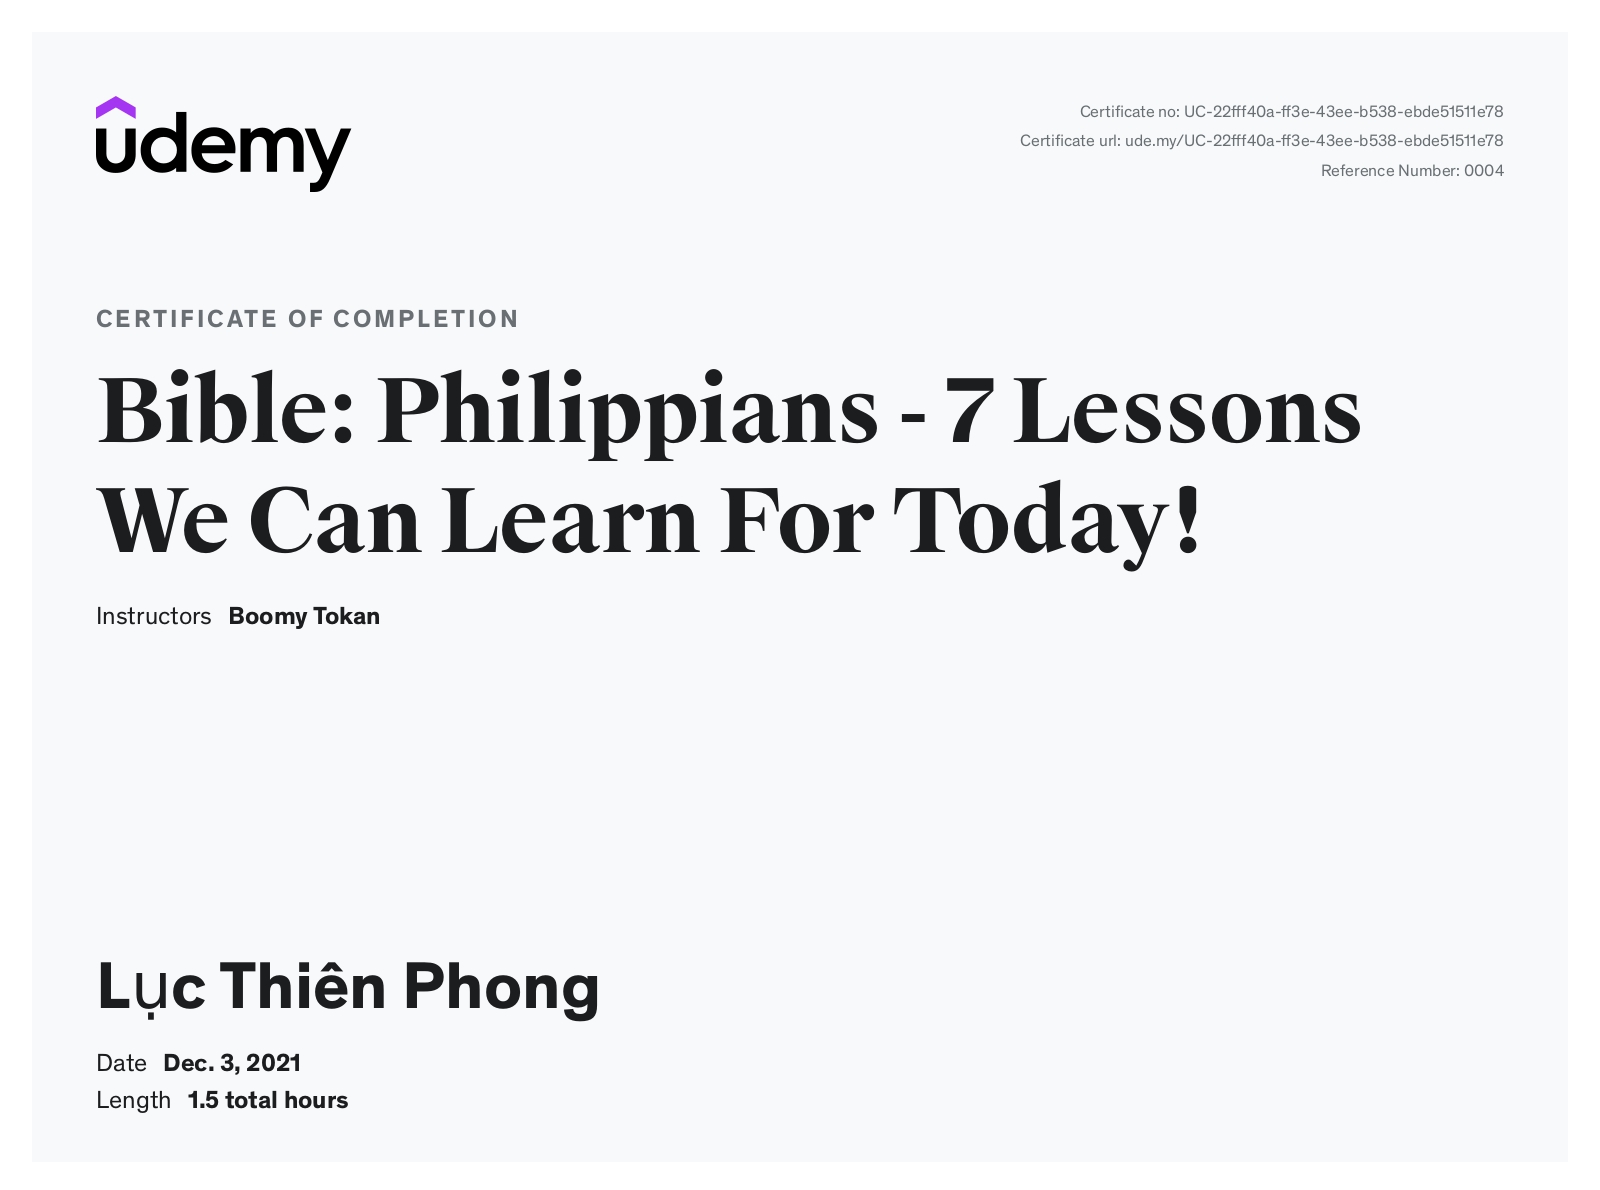 udemy
Certificate no: UC-22fff40a-ff3e-43ee-b538-ebde51511e78
Certificate url: ude.my/UC-22fff40a-ff3e-43ee-b538-ebde51511e78
Reference Number: 0004
CERTIFICATE OF COMPLETION
Bible: Philippians - 7 Lessons
We Can Learn For Today!
Instructors Boomy Tokan
Lục Thiên Phong
Date Dec. 3, 2021
Length 1.5 total hours